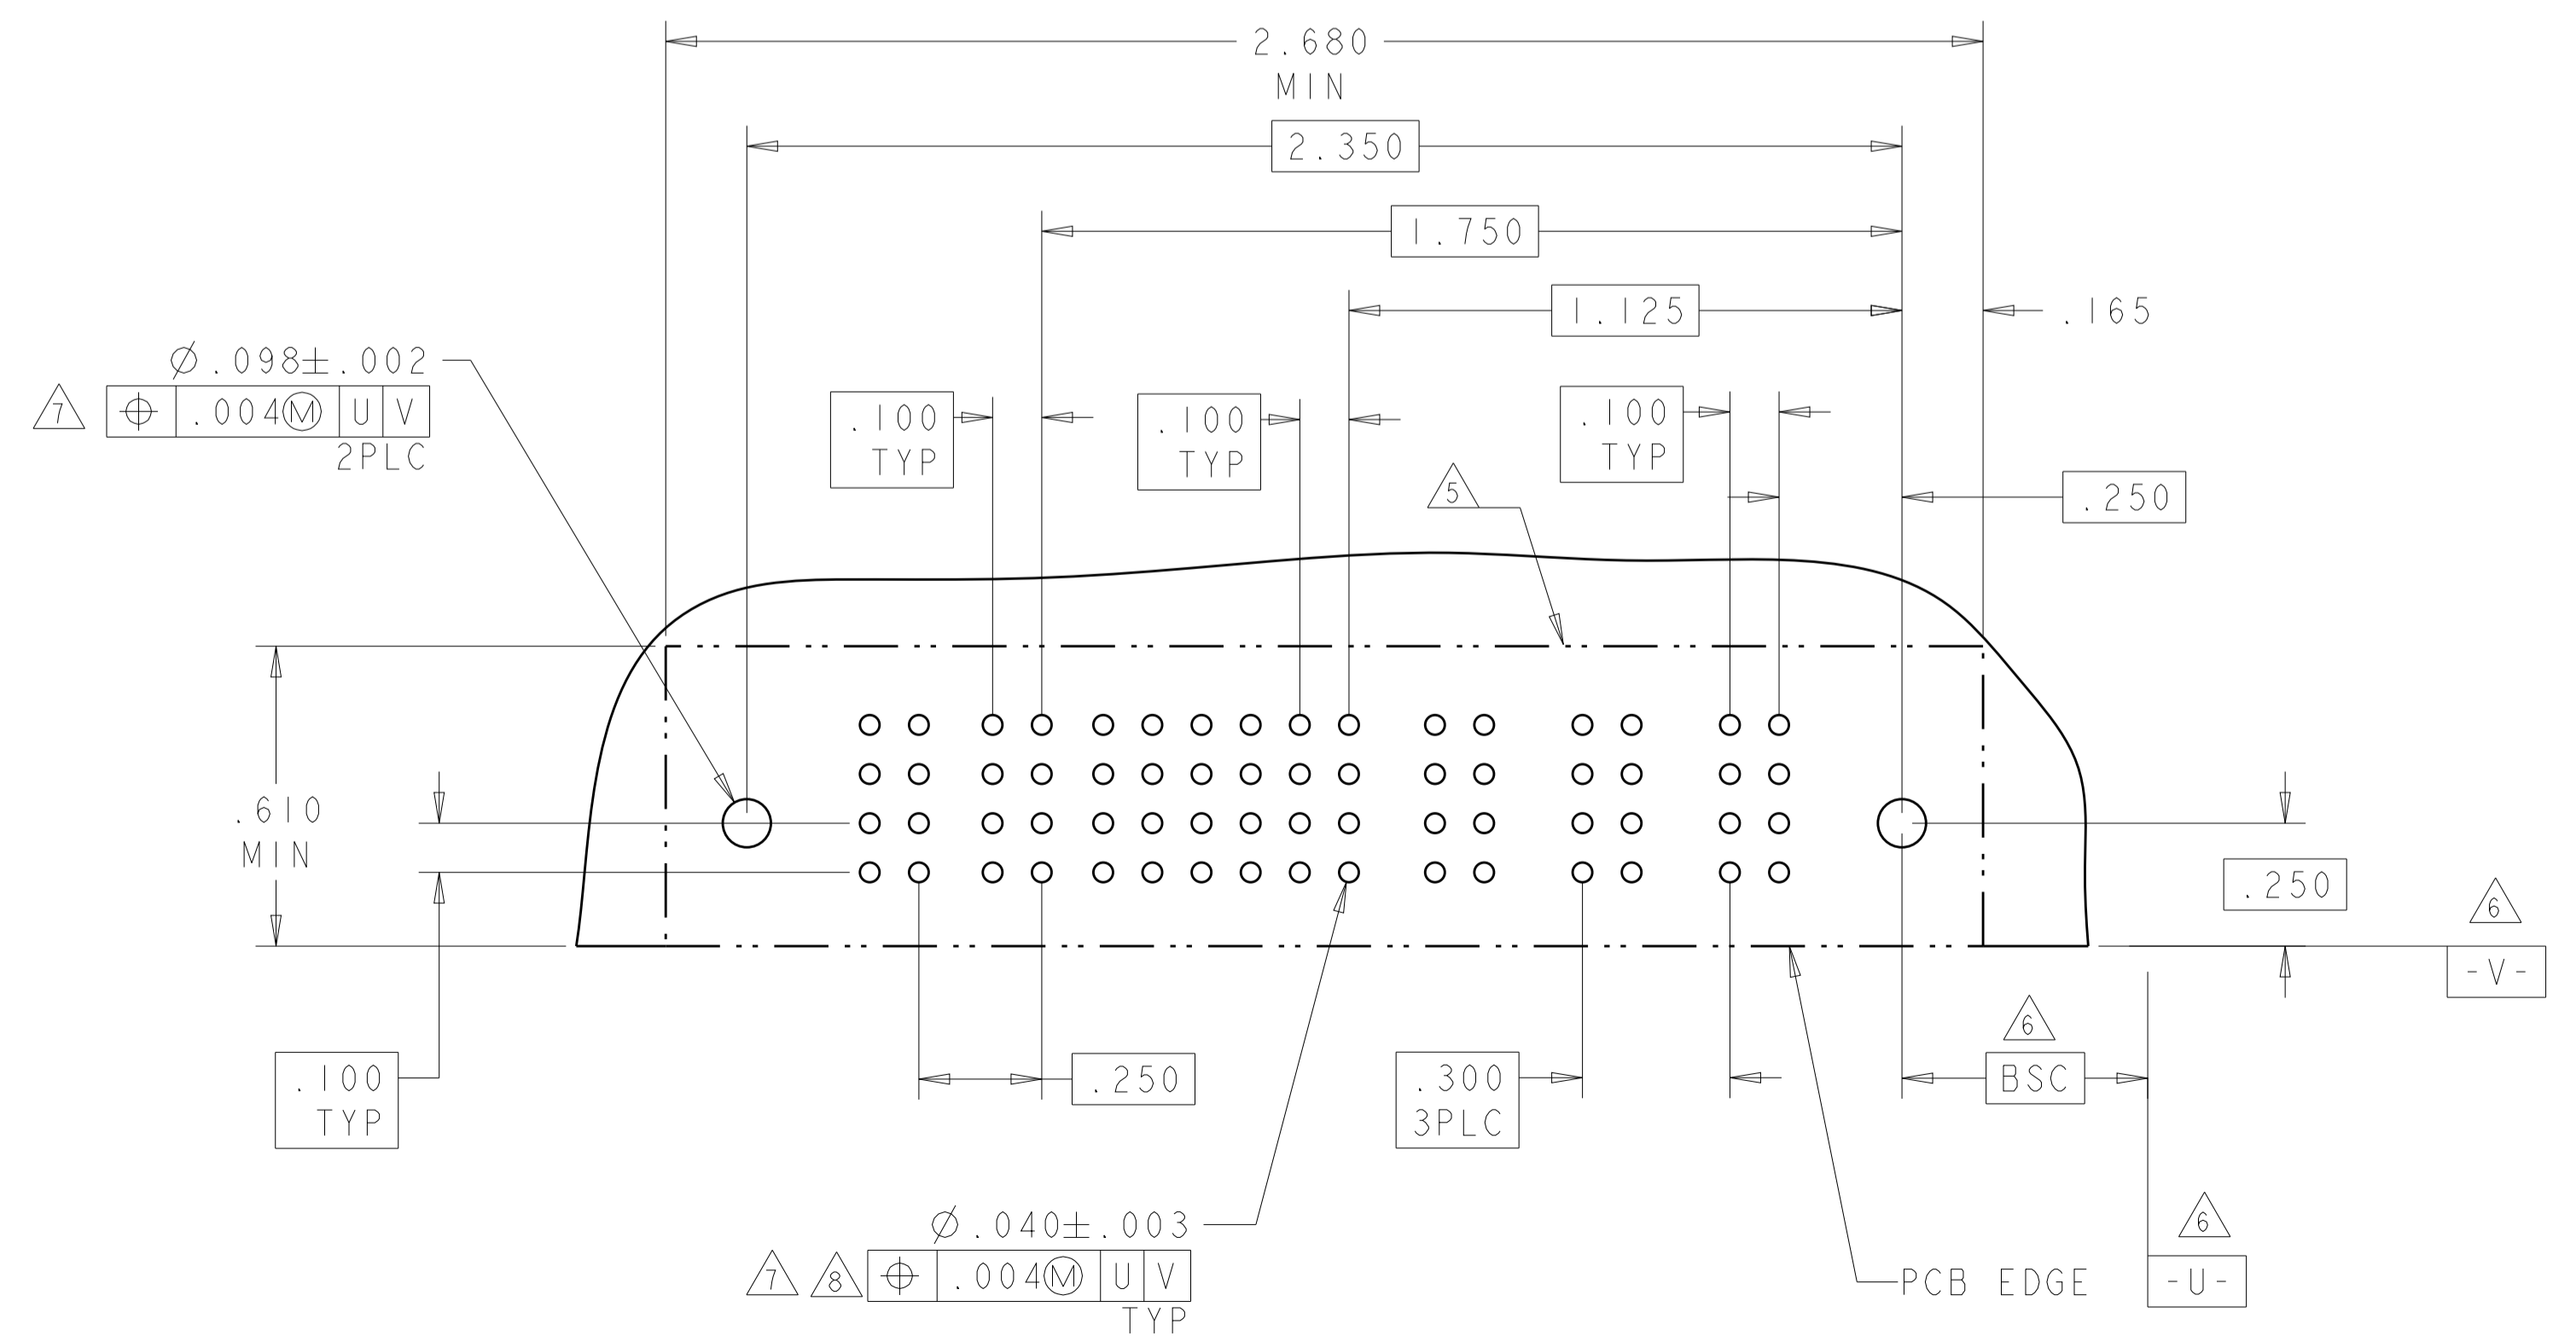 2.680
MIN
2.350
1.750
1.125
.165
Ø.098±.002
7
⌖ .004Ⓜ U V
2PLC
.100
TYP
.100
TYP
.100
TYP
5
.250
.610
MIN
.250
6
-V-
6
BSC
.100
TYP
.250
.300
3PLC
Ø.040±.003
7 8
⌖ .004Ⓜ U V
TYP
PCB EDGE
6
-U-